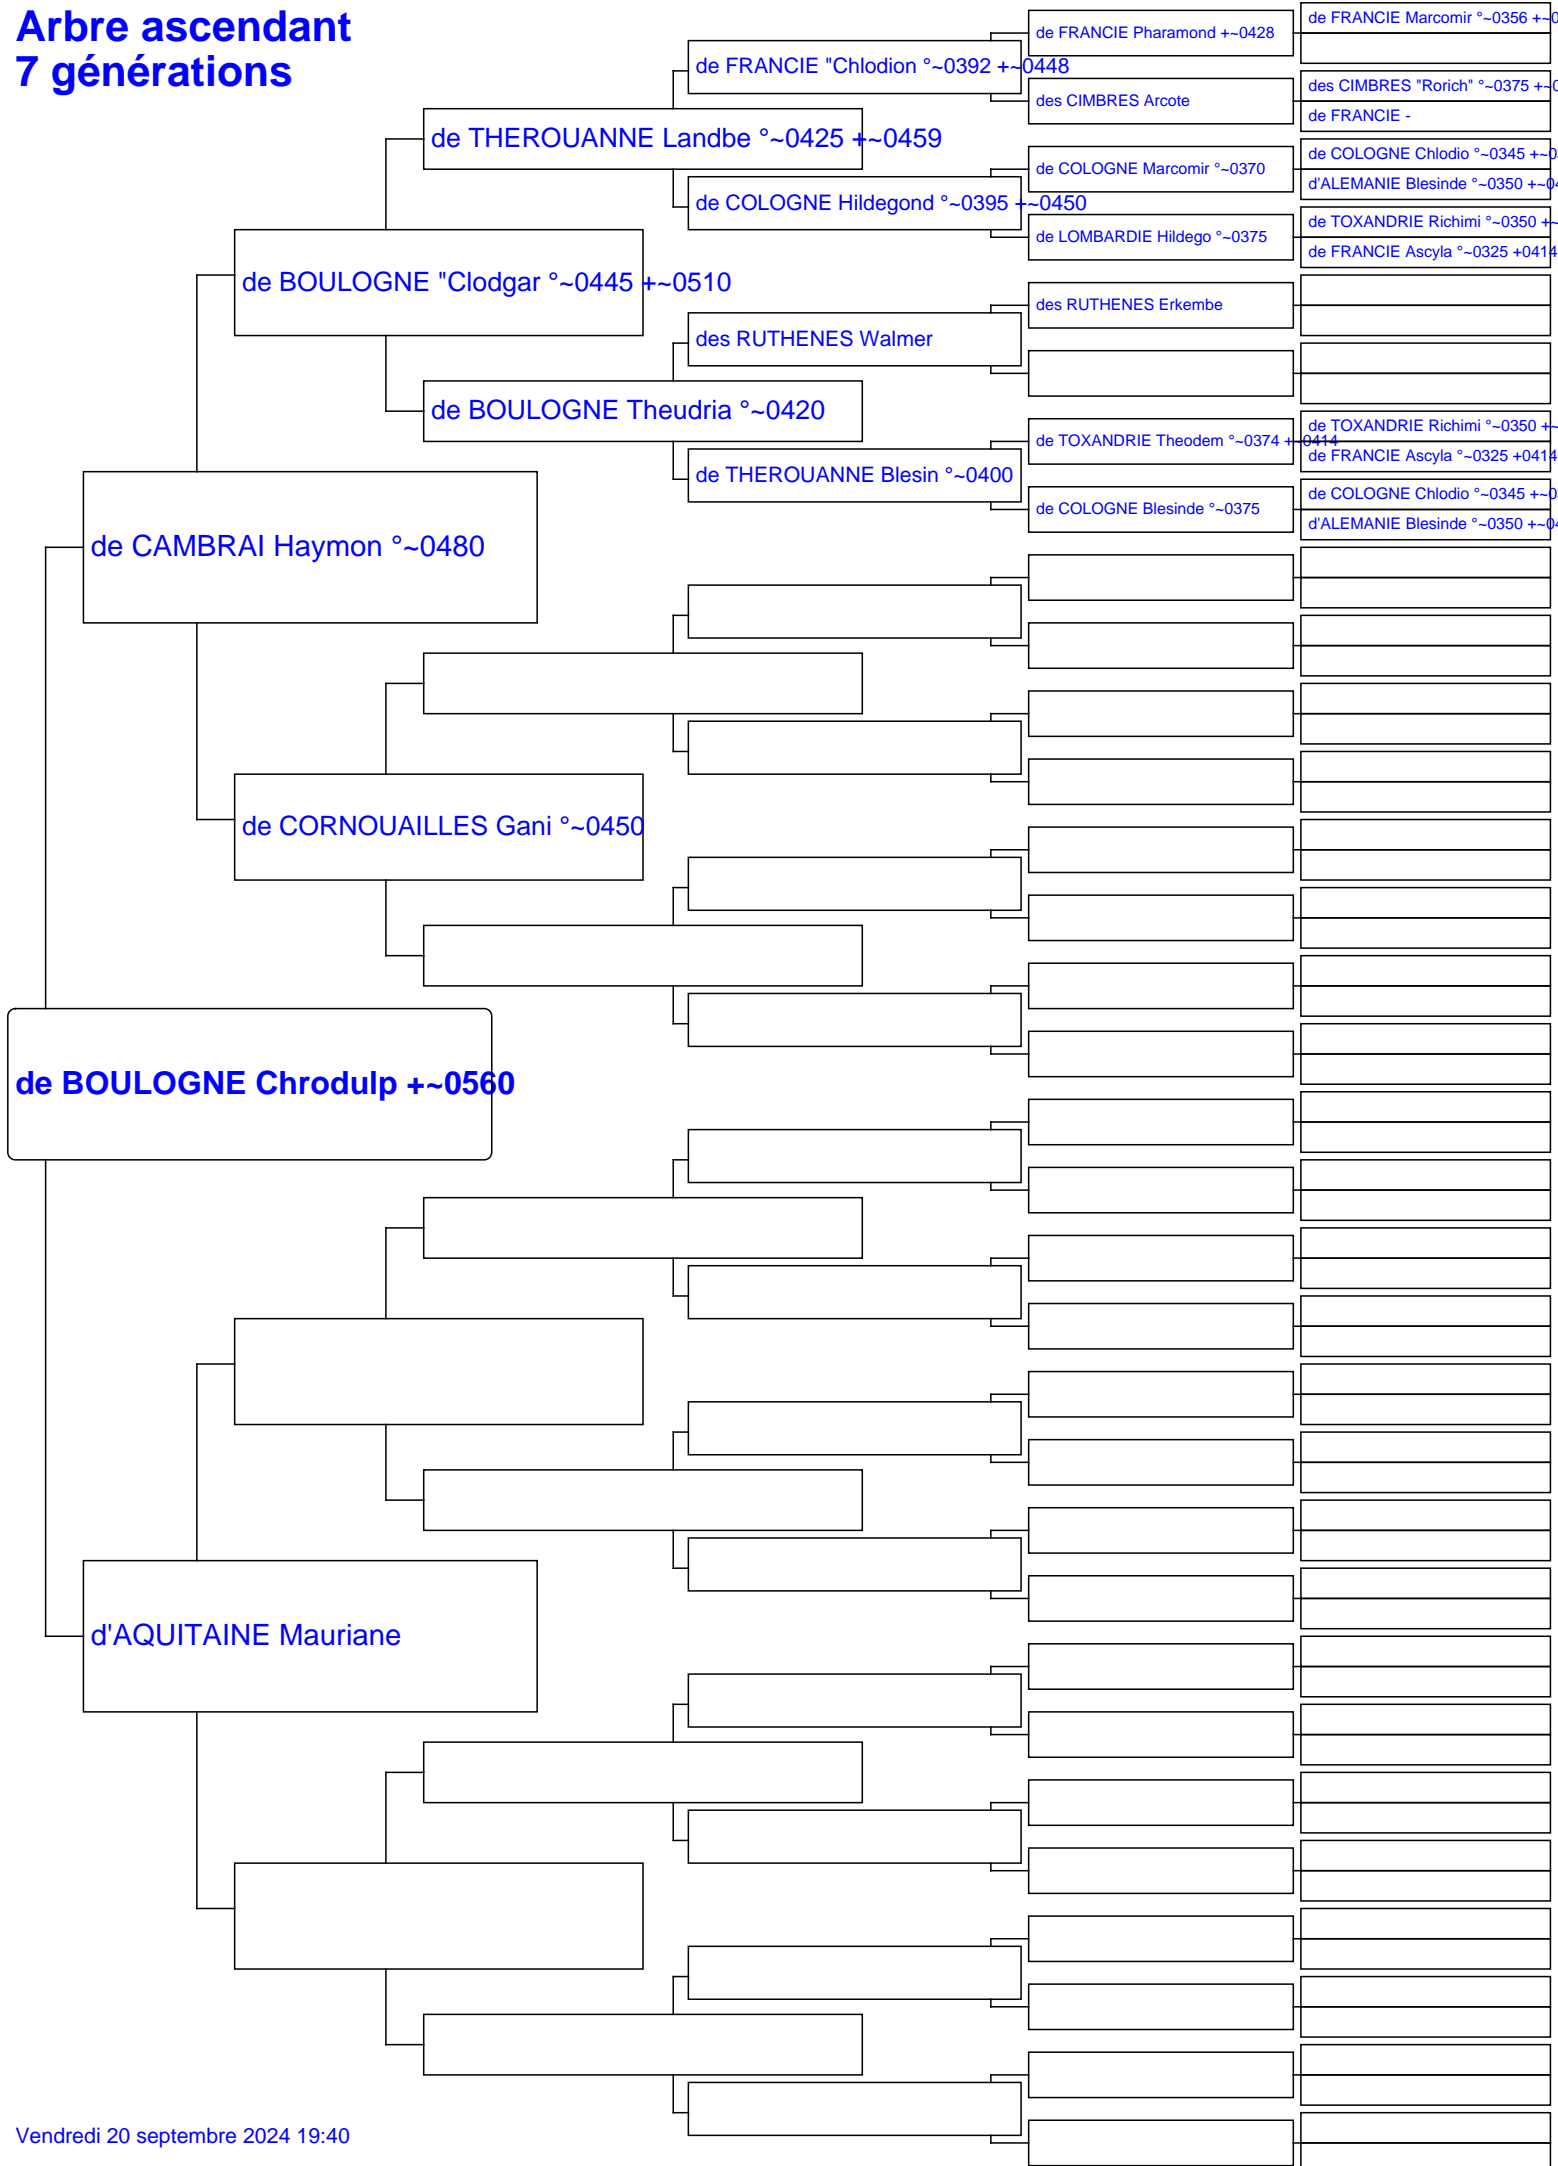 Arbre ascendant
7 générations
de BOULOGNE Chrodulp +~0560
de CAMBRAI Haymon °~0480
d'AQUITAINE Mauriane
de BOULOGNE "Clodgar °~0445 +~0510
de CORNOUAILLES Gani °~0450
de THEROUANNE Landbe °~0425 +~0459
de BOULOGNE Theudria °~0420
de FRANCIE "Chlodion °~0392 +~0448
de COLOGNE Hildegond °~0395 +~0450
des RUTHENES Walmer
de THEROUANNE Blesin °~0400
de FRANCIE Pharamond +~0428
des CIMBRES Arcote
de COLOGNE Marcomir °~0370
de LOMBARDIE Hildego °~0375
des RUTHENES Erkembe
de TOXANDRIE Theodem °~0374 +~0414
de COLOGNE Blesinde °~0375
de FRANCIE Marcomir °~0356 +~0
des CIMBRES "Rorich" °~0375 +~0
de FRANCIE -
de COLOGNE Chlodio °~0345 +~0
d'ALEMANIE Blesinde °~0350 +~04
de TOXANDRIE Richimi °~0350 +~
de FRANCIE Ascyla °~0325 +0414
de TOXANDRIE Richimi °~0350 +~
de FRANCIE Ascyla °~0325 +0414
de COLOGNE Chlodio °~0345 +~0
d'ALEMANIE Blesinde °~0350 +~04
Vendredi 20 septembre 2024 19:40